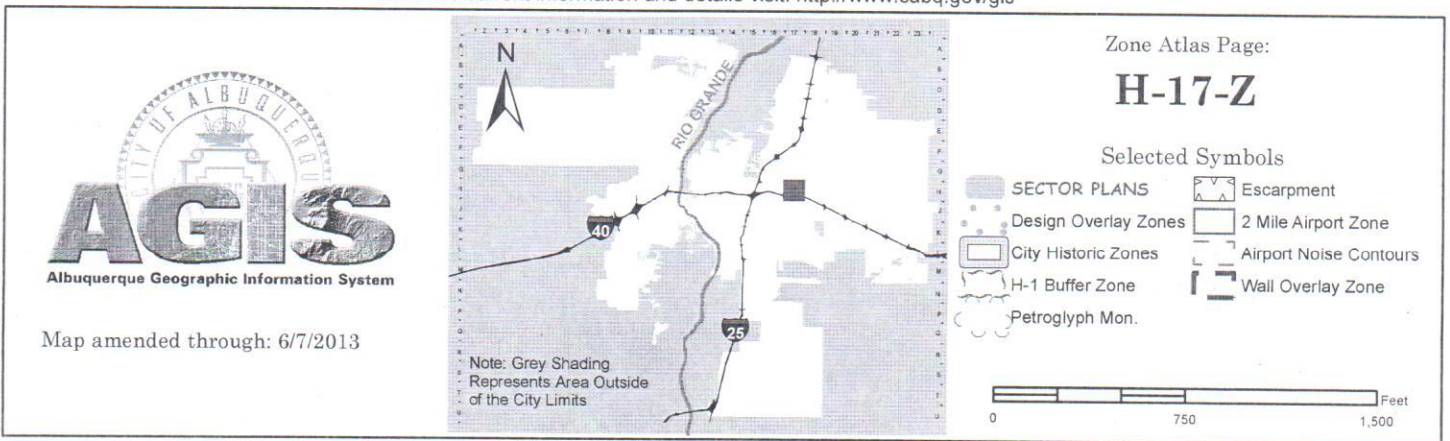 CITY OF ALBUQUERQUE
AGIS
Albuquerque Geographic Information System
Map amended through: 6/7/2013
N
RIO GRANDE
40
25
Note: Grey Shading
Represents Area Outside
of the City Limits
Zone Atlas Page:
H-17-Z
Selected Symbols
SECTOR PLANS
Escarpment
Design Overlay Zones
2 Mile Airport Zone
City Historic Zones
Airport Noise Contours
H-1 Buffer Zone
Wall Overlay Zone
Petroglyph Mon.
Feet
0 750 1,500